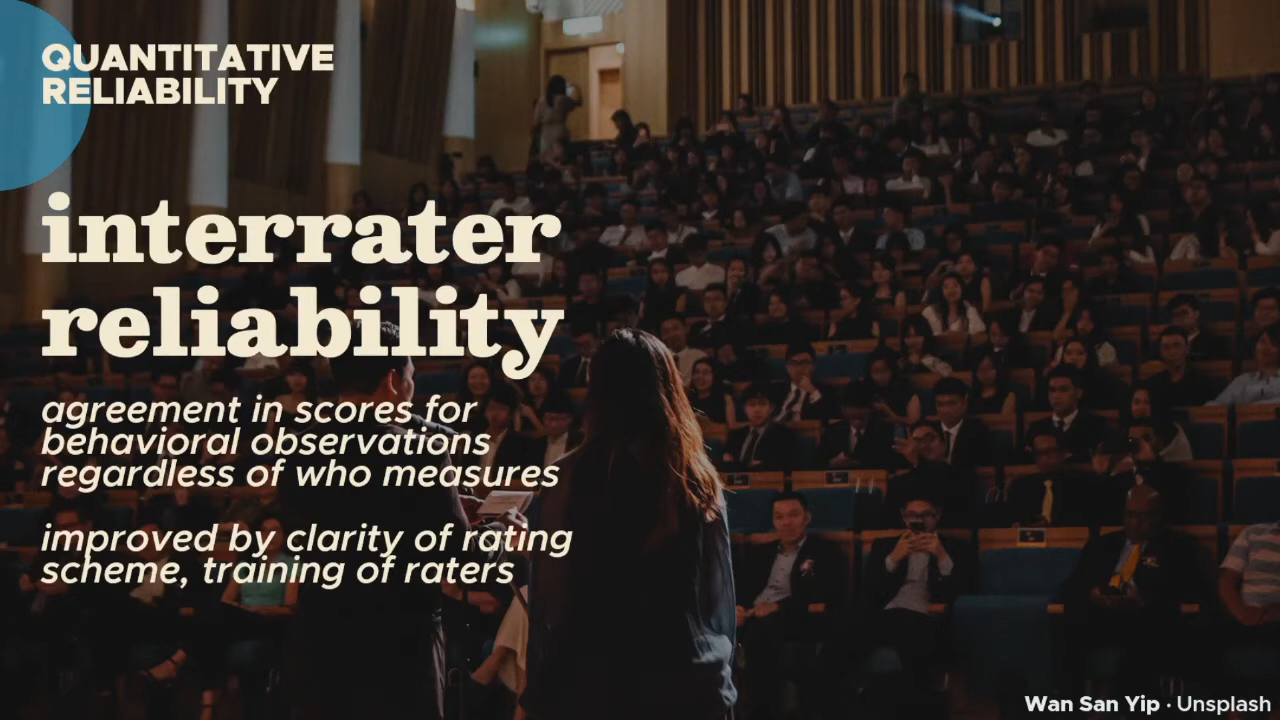 QUANTITATIVE
RELIABILITY
interrater
reliability
agreement in scores for
behavioral observations
regardless of who measures
improved by clarity of rating
scheme, training of raters
Wan San Yip · Unsplash